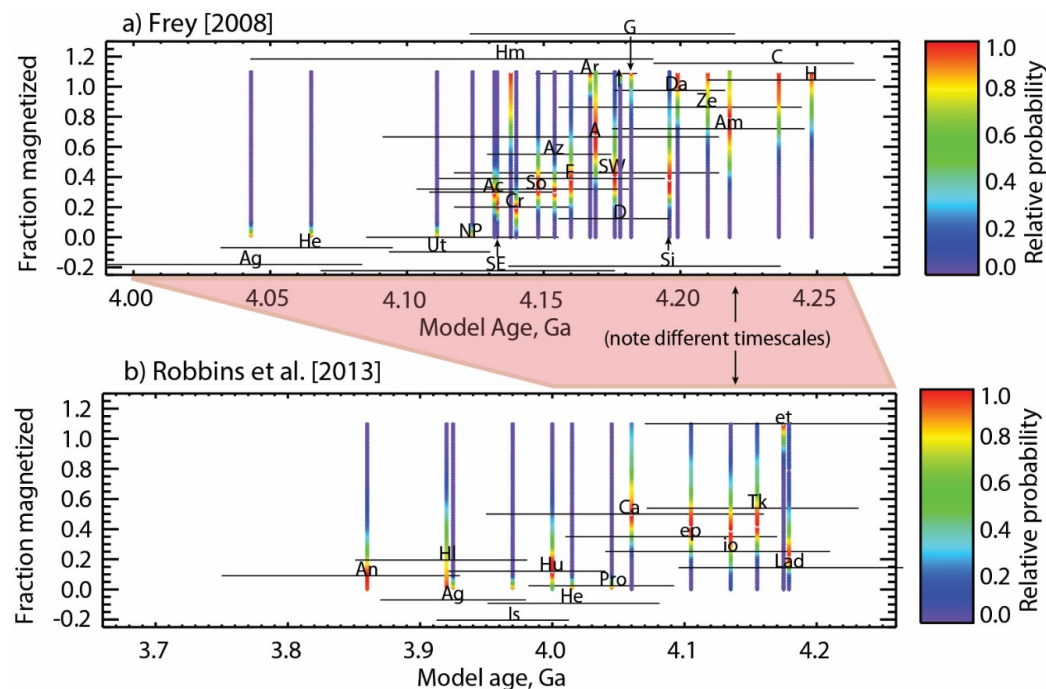 a) Frey [2008]
G
Hm
C
Ar
I
Da
H
Ze
Am
A
Az
SW
F
So
Ac
Cr
D
NP
He
Ut
Ag
SE
Si
1.2
1.0
0.8
0.6
0.4
0.2
0.0
-0.2
Fraction magnetized
4.00 4.05 4.10 4.15 4.20 4.25
Model Age, Ga
1.0
0.8
0.6
0.4
0.2
0.0
Relative probability
(note different timescales)
b) Robbins et al. [2013]
et
Ca
Tk
ep
io
HI
Hu
An
Lad
Pro
Ag
He
Is
1.2
1.0
0.8
0.6
0.4
0.2
0.0
-0.2
Fraction magnetized
3.7 3.8 3.9 4.0 4.1 4.2
Model age, Ga
1.0
0.8
0.6
0.4
0.2
0.0
Relative probability